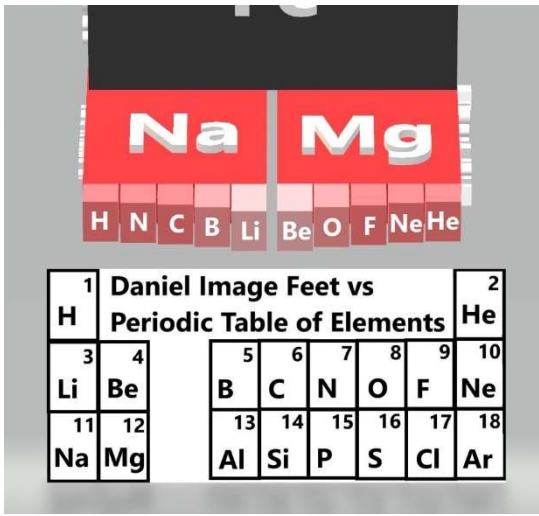 Na Mg
H N C B Li Be O F Ne He
1 Daniel Image Feet vs 2
H Periodic Table of Elements He
3 4 5 6 7 8 9 10
Li Be B C N O F Ne
11 12 13 14 15 16 17 18
Na Mg Al Si P S Cl Ar